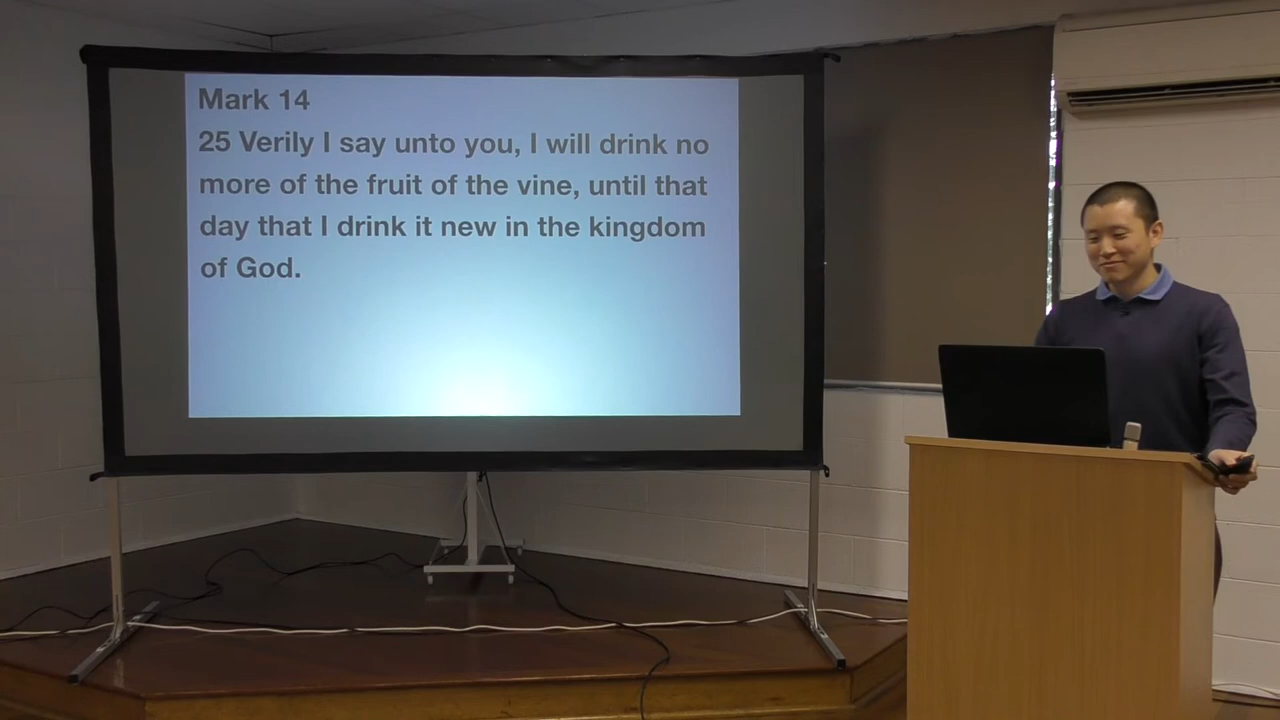 Mark 14
25 Verily I say unto you, I will drink no
more of the fruit of the vine, until that
day that I drink it new in the kingdom
of God.